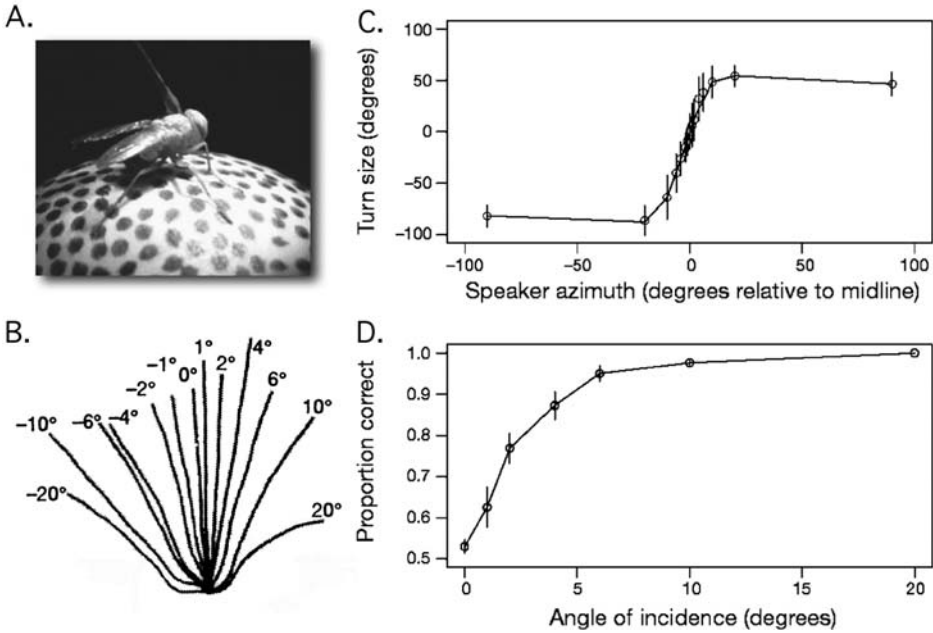 A.
B.
-20°
-10°
-6°
-4°
-2°
-1°
0°
1°
2°
4°
6°
10°
20°
C.
Turn size (degrees)
100
50
0
−50
−100
−100 −50 0 50 100
Speaker azimuth (degrees relative to midline)
D.
Proportion correct
1.0
0.9
0.8
0.7
0.6
0.5
0 5 10 15 20
Angle of incidence (degrees)